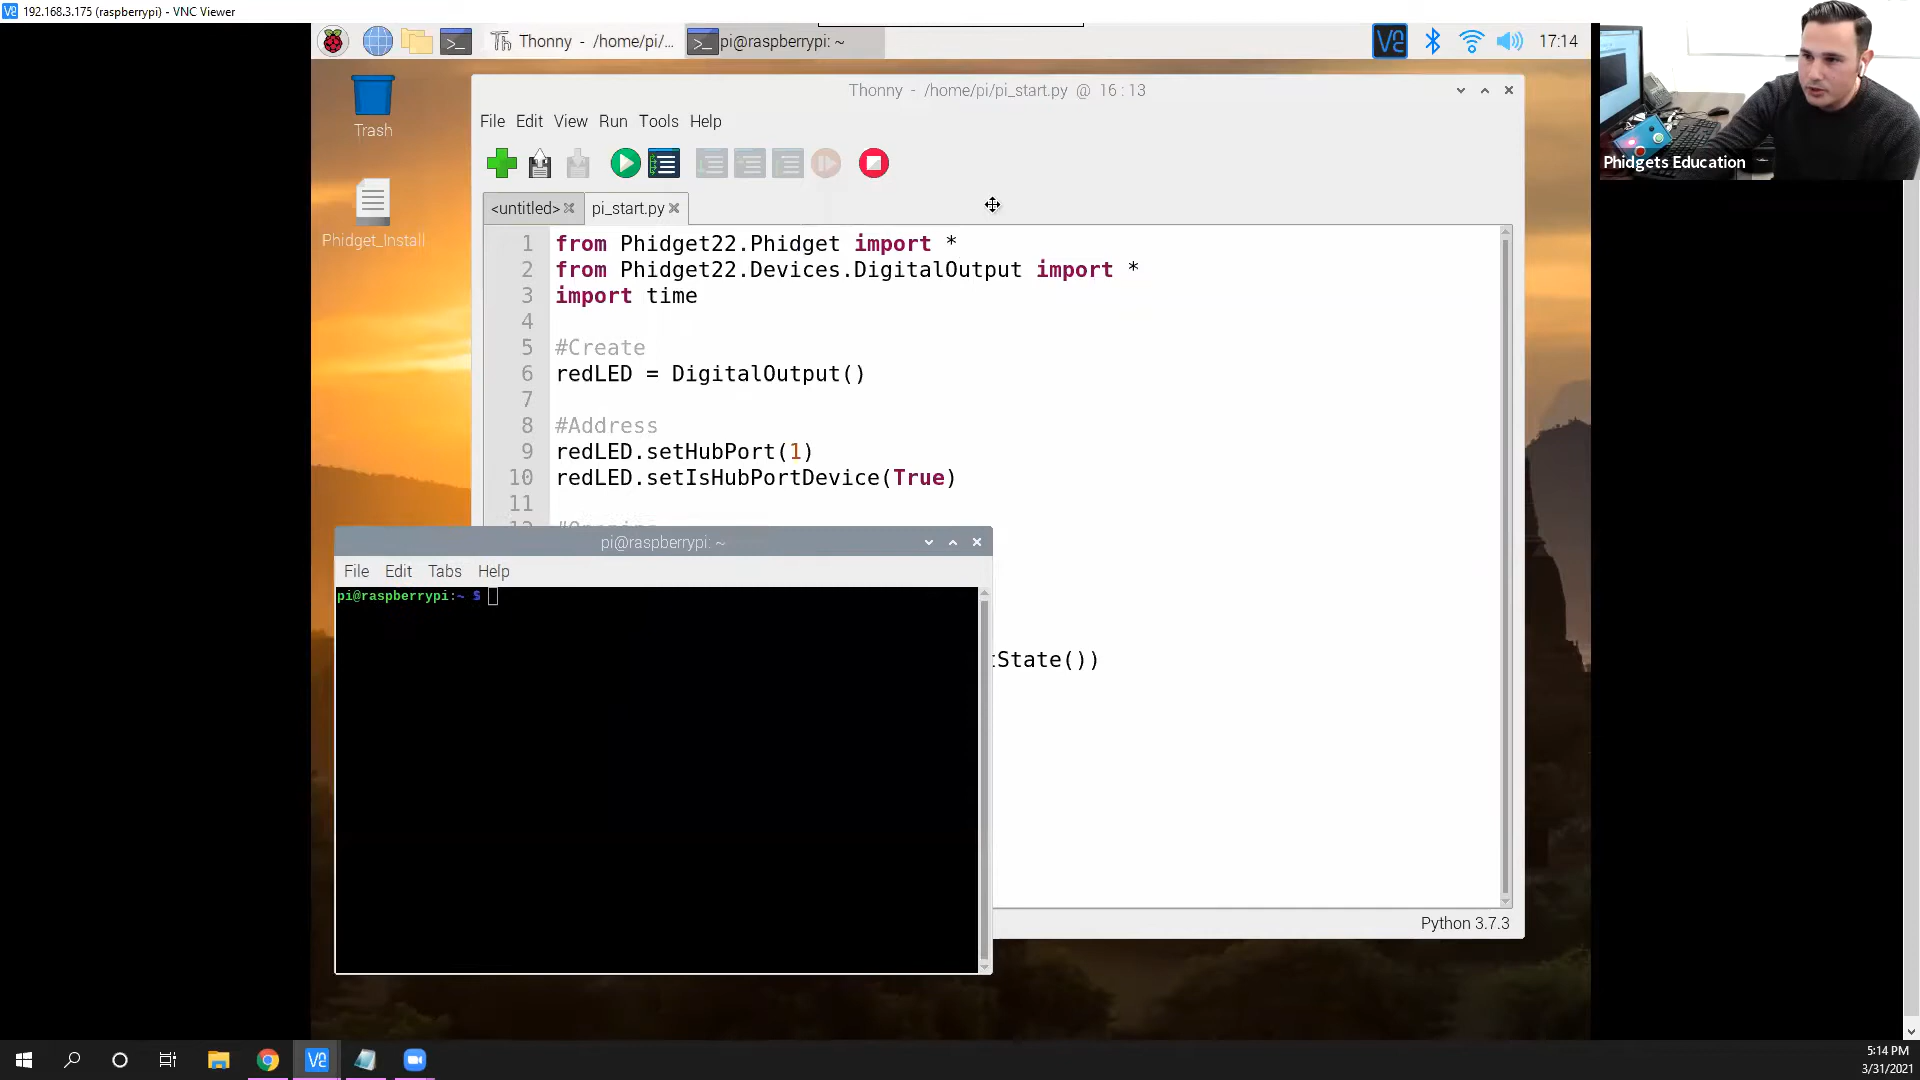 192.168.3.175 (raspberrypi) - VNC Viewer
Thonny - /home/pi/...
pi@raspberrypi: ~
17:14
Trash
Phidget_Install
Thonny - /home/pi/pi_start.py @ 16 : 13
File Edit View Run Tools Help
<untitled>
pi_start.py
1 from Phidget22.Phidget import *
2 from Phidget22.Devices.DigitalOutput import *
3 import time
4
5 #Create
6 redLED = DigitalOutput()
7
8 #Address
9 redLED.setHubPort(1)
10 redLED.setIsHubPortDevice(True)
11
State())
Python 3.7.3
pi@raspberrypi: ~
File Edit Tabs Help
pi@raspberrypi:~ $
Phidgets Education
5:14 PM
3/31/2021